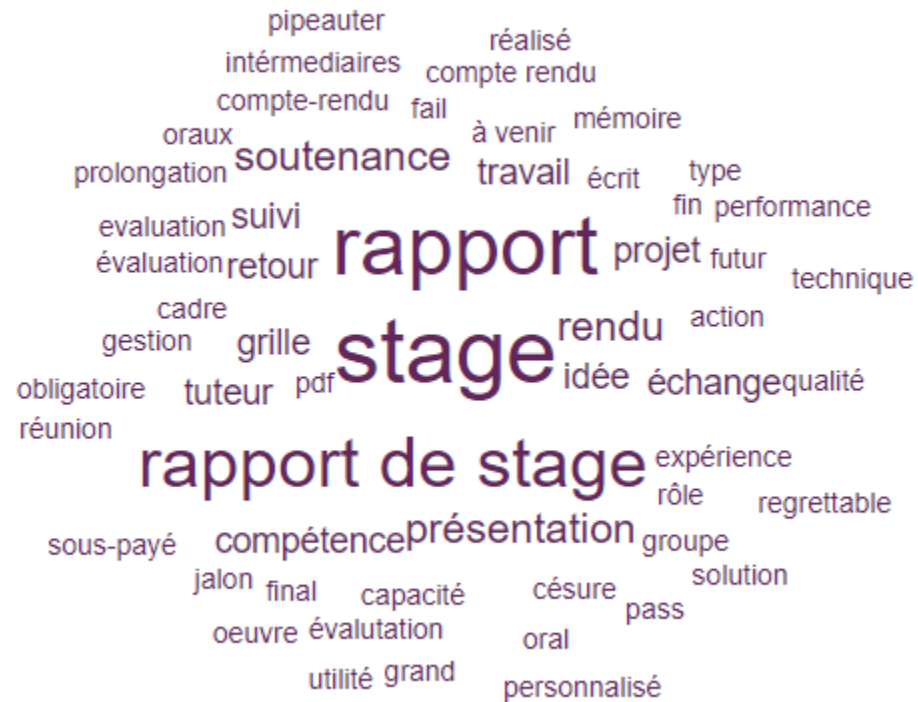 pipeauter
réalisé
intérmediaires
compte rendu
compte-rendu
fail
à venir
mémoire
oraux
soutenance
travail
écrit
type
prolongation
fin
performance
evaluation
suivi
rapport
projet
futur
évaluation
retour
technique
cadre
action
gestion
grille
stage
rendu
obligatoire
tuteur
pdf
idée
échange
qualité
réunion
rapport de stage
expérience
rôle
regrettable
sous-payé
compétence
présentation
groupe
jalon
final
capacité
césure
solution
pass
oeuvre
évalutation
oral
utilité
grand
personnalisé